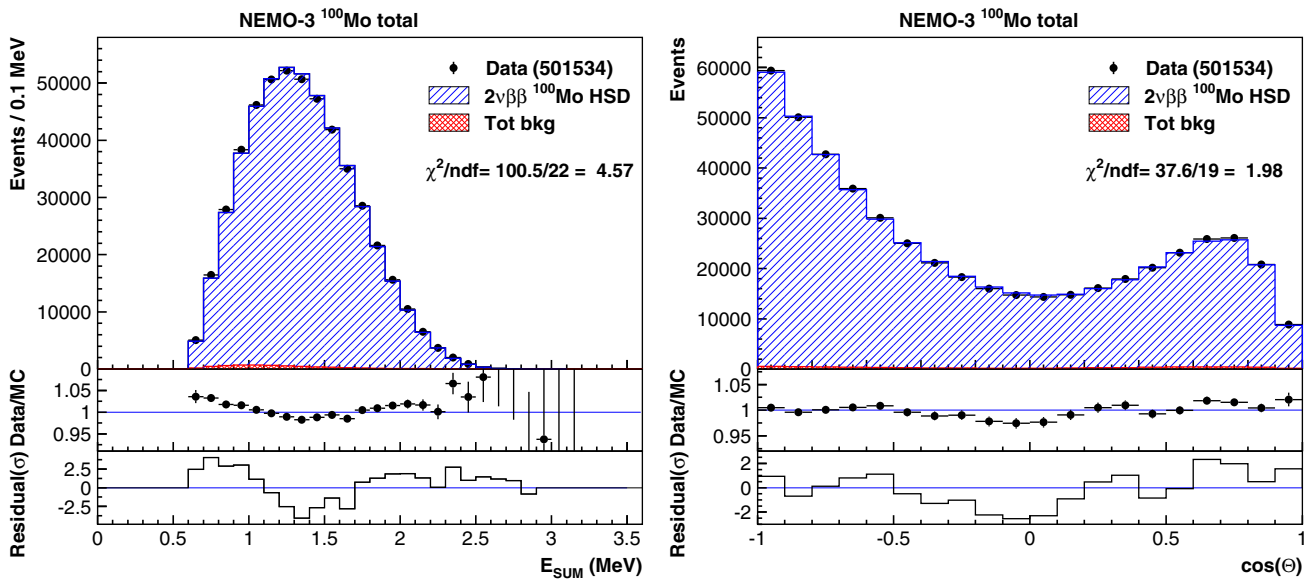 NEMO-3 ¹⁰⁰Mo total
Events / 0.1 MeV
50000
40000
30000
20000
10000
0
Data (501534)
2νββ ¹⁰⁰Mo HSD
Tot bkg
χ²/ndf= 100.5/22 = 4.57
Data/MC
1.05
1
0.95
Residual(σ)
2.5
0
-2.5
0 0.5 1 1.5 2 2.5 3 3.5
E_SUM (MeV)
NEMO-3 ¹⁰⁰Mo total
Events
60000
50000
40000
30000
20000
10000
0
Data (501534)
2νββ ¹⁰⁰Mo HSD
Tot bkg
χ²/ndf= 37.6/19 = 1.98
Data/MC
1.05
1
0.95
Residual(σ)
2
0
-2
-1 -0.5 0 0.5 1
cos(Θ)